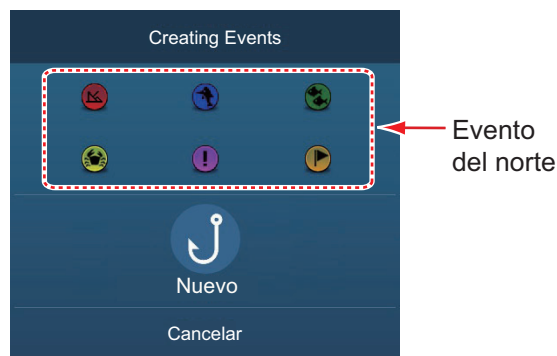 Creating Events
Evento
del norte
Nuevo
Cancelar